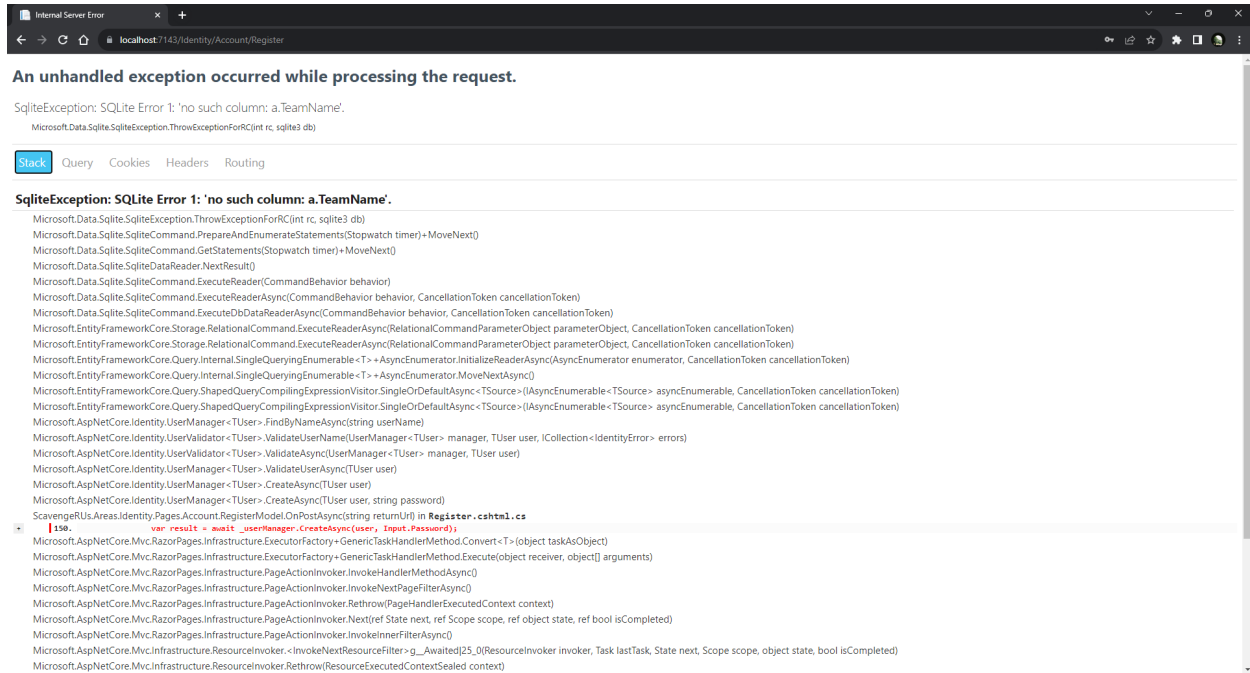 Internal Server Error
localhost:7143/Identity/Account/Register
An unhandled exception occurred while processing the request.
SqliteException: SQLite Error 1: 'no such column: a.TeamName'.
Microsoft.Data.Sqlite.SqliteException.ThrowExceptionForRC(int rc, sqlite3 db)
Stack Query Cookies Headers Routing
SqliteException: SQLite Error 1: 'no such column: a.TeamName'.
Microsoft.Data.Sqlite.SqliteException.ThrowExceptionForRC(int rc, sqlite3 db)
Microsoft.Data.Sqlite.SqliteCommand.PrepareAndEnumerateStatements(Stopwatch timer)+MoveNext()
Microsoft.Data.Sqlite.SqliteCommand.GetStatements(Stopwatch timer)+MoveNext()
Microsoft.Data.Sqlite.SqliteDataReader.NextResult()
Microsoft.Data.Sqlite.SqliteCommand.ExecuteReader(CommandBehavior behavior)
Microsoft.Data.Sqlite.SqliteCommand.ExecuteReaderAsync(CommandBehavior behavior, CancellationToken cancellationToken)
Microsoft.Data.Sqlite.SqliteCommand.ExecuteDbDataReaderAsync(CommandBehavior behavior, CancellationToken cancellationToken)
Microsoft.EntityFrameworkCore.Storage.RelationalCommand.ExecuteReaderAsync(RelationalCommandParameterObject parameterObject, CancellationToken cancellationToken)
Microsoft.EntityFrameworkCore.Storage.RelationalCommand.ExecuteReaderAsync(RelationalCommandParameterObject parameterObject, CancellationToken cancellationToken)
Microsoft.EntityFrameworkCore.Query.Internal.SingleQueryingEnumerable<T>+AsyncEnumerator.InitializeReaderAsync(AsyncEnumerator enumerator, CancellationToken cancellationToken)
Microsoft.EntityFrameworkCore.Query.Internal.SingleQueryingEnumerable<T>+AsyncEnumerator.MoveNextAsync()
Microsoft.EntityFrameworkCore.Query.ShapedQueryCompilingExpressionVisitor.SingleOrDefaultAsync<TSource>(IAsyncEnumerable<TSource> asyncEnumerable, CancellationToken cancellationToken)
Microsoft.EntityFrameworkCore.Query.ShapedQueryCompilingExpressionVisitor.SingleOrDefaultAsync<TSource>(IAsyncEnumerable<TSource> asyncEnumerable, CancellationToken cancellationToken)
Microsoft.AspNetCore.Identity.UserManager<TUser>.FindByNameAsync(string userName)
Microsoft.AspNetCore.Identity.UserValidator<TUser>.ValidateUserName(UserManager<TUser> manager, TUser user, ICollection<IdentityError> errors)
Microsoft.AspNetCore.Identity.UserValidator<TUser>.ValidateAsync(UserManager<TUser> manager, TUser user)
Microsoft.AspNetCore.Identity.UserManager<TUser>.ValidateUserAsync(TUser user)
Microsoft.AspNetCore.Identity.UserManager<TUser>.CreateAsync(TUser user)
Microsoft.AspNetCore.Identity.UserManager<TUser>.CreateAsync(TUser user, string password)
ScavengeRUs.Areas.Identity.Pages.Account.RegisterModel.OnPostAsync(string returnUrl) in Register.cshtml.cs
150. var result = await _userManager.CreateAsync(user, Input.Password);
Microsoft.AspNetCore.Mvc.RazorPages.Infrastructure.ExecutorFactory+GenericTaskHandlerMethod.Convert<T>(object taskAsObject)
Microsoft.AspNetCore.Mvc.RazorPages.Infrastructure.ExecutorFactory+GenericTaskHandlerMethod.Execute(object receiver, object[] arguments)
Microsoft.AspNetCore.Mvc.RazorPages.Infrastructure.PageActionInvoker.InvokeHandlerMethodAsync()
Microsoft.AspNetCore.Mvc.RazorPages.Infrastructure.PageActionInvoker.InvokeNextPageFilterAsync()
Microsoft.AspNetCore.Mvc.RazorPages.Infrastructure.PageActionInvoker.Rethrow(PageHandlerExecutedContext context)
Microsoft.AspNetCore.Mvc.RazorPages.Infrastructure.PageActionInvoker.Next(ref State next, ref Scope scope, ref object state, ref bool isCompleted)
Microsoft.AspNetCore.Mvc.RazorPages.Infrastructure.PageActionInvoker.InvokeInnerFilterAsync()
Microsoft.AspNetCore.Mvc.Infrastructure.ResourceInvoker.<InvokeNextResourceFilter>g__Awaited|25_0(ResourceInvoker invoker, Task lastTask, State next, Scope scope, object state, bool isCompleted)
Microsoft.AspNetCore.Mvc.Infrastructure.ResourceInvoker.Rethrow(ResourceExecutedContextSealed context)